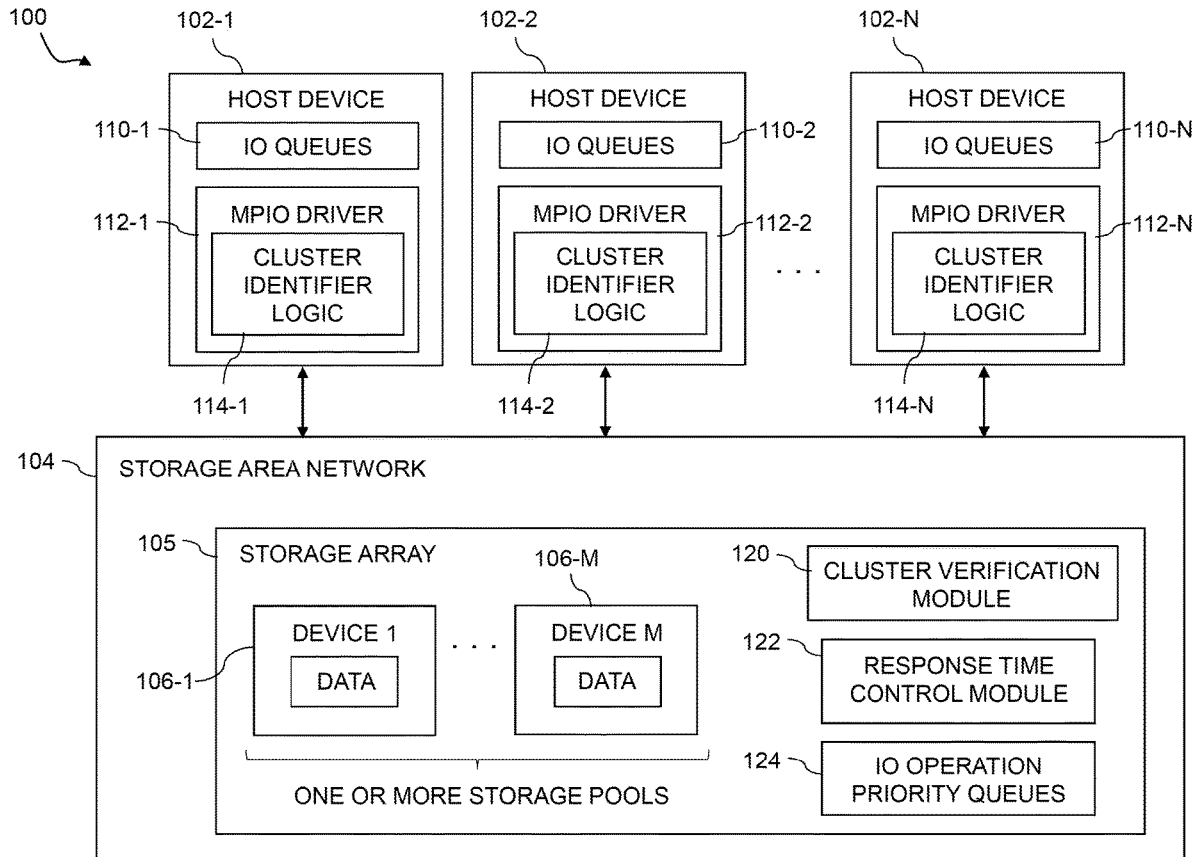 100
102-1
102-2
102-N
HOST DEVICE
HOST DEVICE
HOST DEVICE
110-1
IO QUEUES
IO QUEUES
110-2
IO QUEUES
110-N
112-1
MPIO DRIVER
MPIO DRIVER
112-2
MPIO DRIVER
112-N
CLUSTER
IDENTIFIER
LOGIC
CLUSTER
IDENTIFIER
LOGIC
. . .
CLUSTER
IDENTIFIER
LOGIC
114-1
114-2
114-N
104
STORAGE AREA NETWORK
105
STORAGE ARRAY
106-M
DEVICE 1
DATA
106-1
. . .
DEVICE M
DATA
ONE OR MORE STORAGE POOLS
120
CLUSTER VERIFICATION
MODULE
122
RESPONSE TIME
CONTROL MODULE
124
IO OPERATION
PRIORITY QUEUES